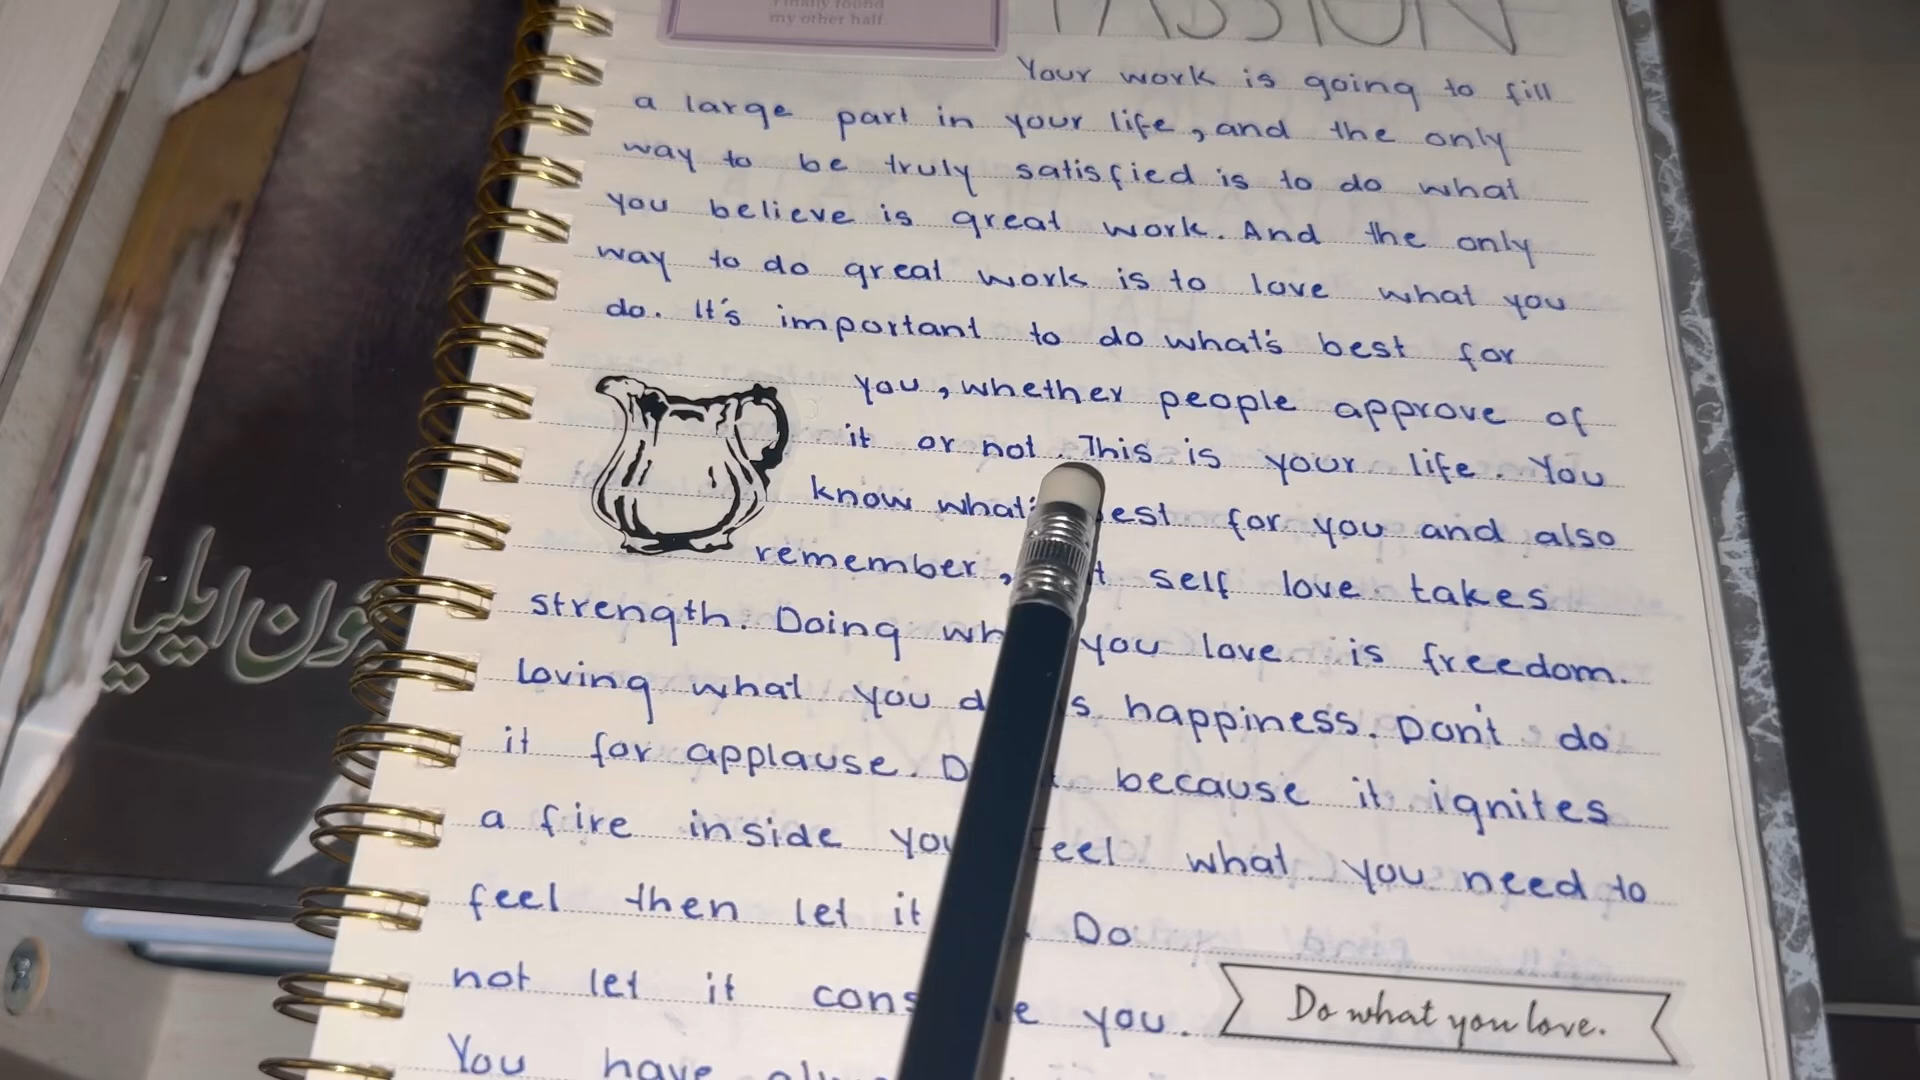 Finally found
my other half
PASSION
Your work is going to fill
a large part in your life, and the only
way to be truly satisfied is to do what
you believe is great work. And the only
way to do great work is to love what you
do. It's important to do what's best for
you, whether people approve of
it or not. This is your life. You
know what's best for you and also
remember, self love takes
strength. Doing you love is freedom.
Loving what you happiness. Don't do
it for applause. because it ignites
a fire inside you feel what you need to
feel then let it Do
not let it you.
Do what you love.
You have
جون ایلیا